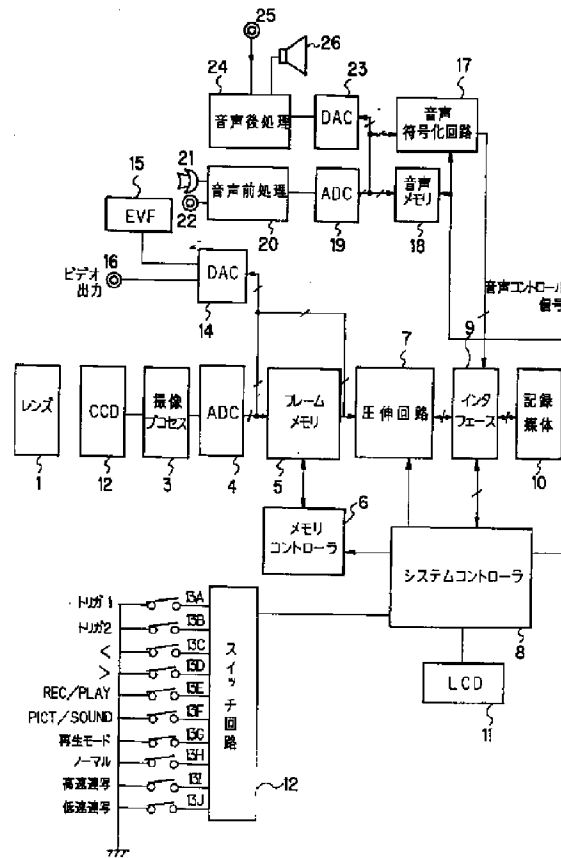 25
26
24
23
17
音声後処理
DAC
音声
符号化回路
21
22
音声前処理
ADC
音声
メモリ
20
19
18
15
EVF
16
ビデオ
出力
DAC
14
音声コントロール
信号
7
9
レンズ
CCD
撮像
プロセス
ADC
フレーム
メモリ
圧伸回路
インタ
フェース
記録
媒体
1
12
3
4
5
10
6
メモリ
コントローラ
システムコントローラ
8
LCD
11
トリガ1 13A
トリガ2 13B
< 13C
> 13D
REC/PLAY 13E
PICT/SOUND 13F
再生モード 13G
ノーマル 13H
高速連写 13I
低速連写 13J
スイッチ回路
12